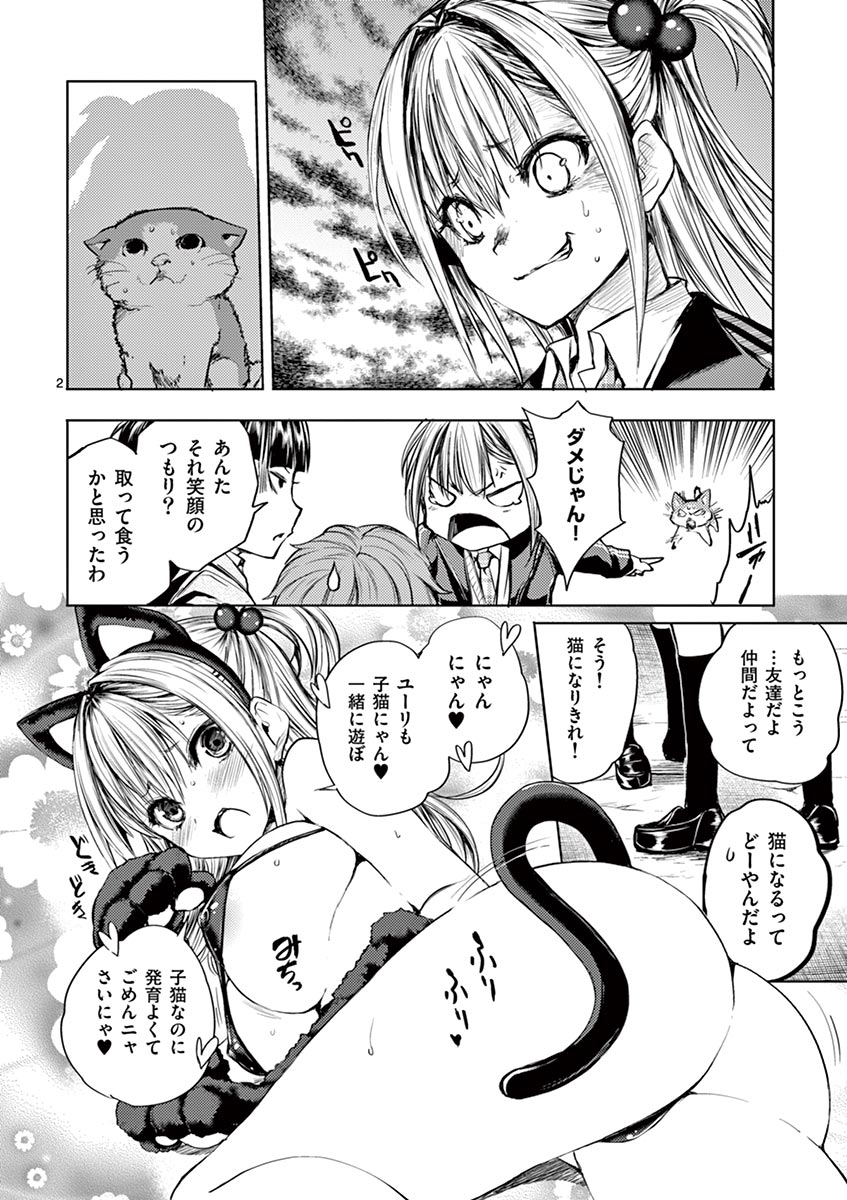 ピク
ピク
2
ダメじゃん!
ビャーッ
あんた
それ笑顔の
つもり?
取って食う
かと思ったわ
もっとこう
…友達だよ
仲間だよって
そう!
猫になりきれ!
猫になるって
どーやんだよ
にゃん
にゃん♥
ユーリも
子猫にゃん♥
一緒に遊ぼ
どき
どき
みちっ
ふり
ふり
子猫なのに
発育よくて
ごめんニャ
さいにゃ♥